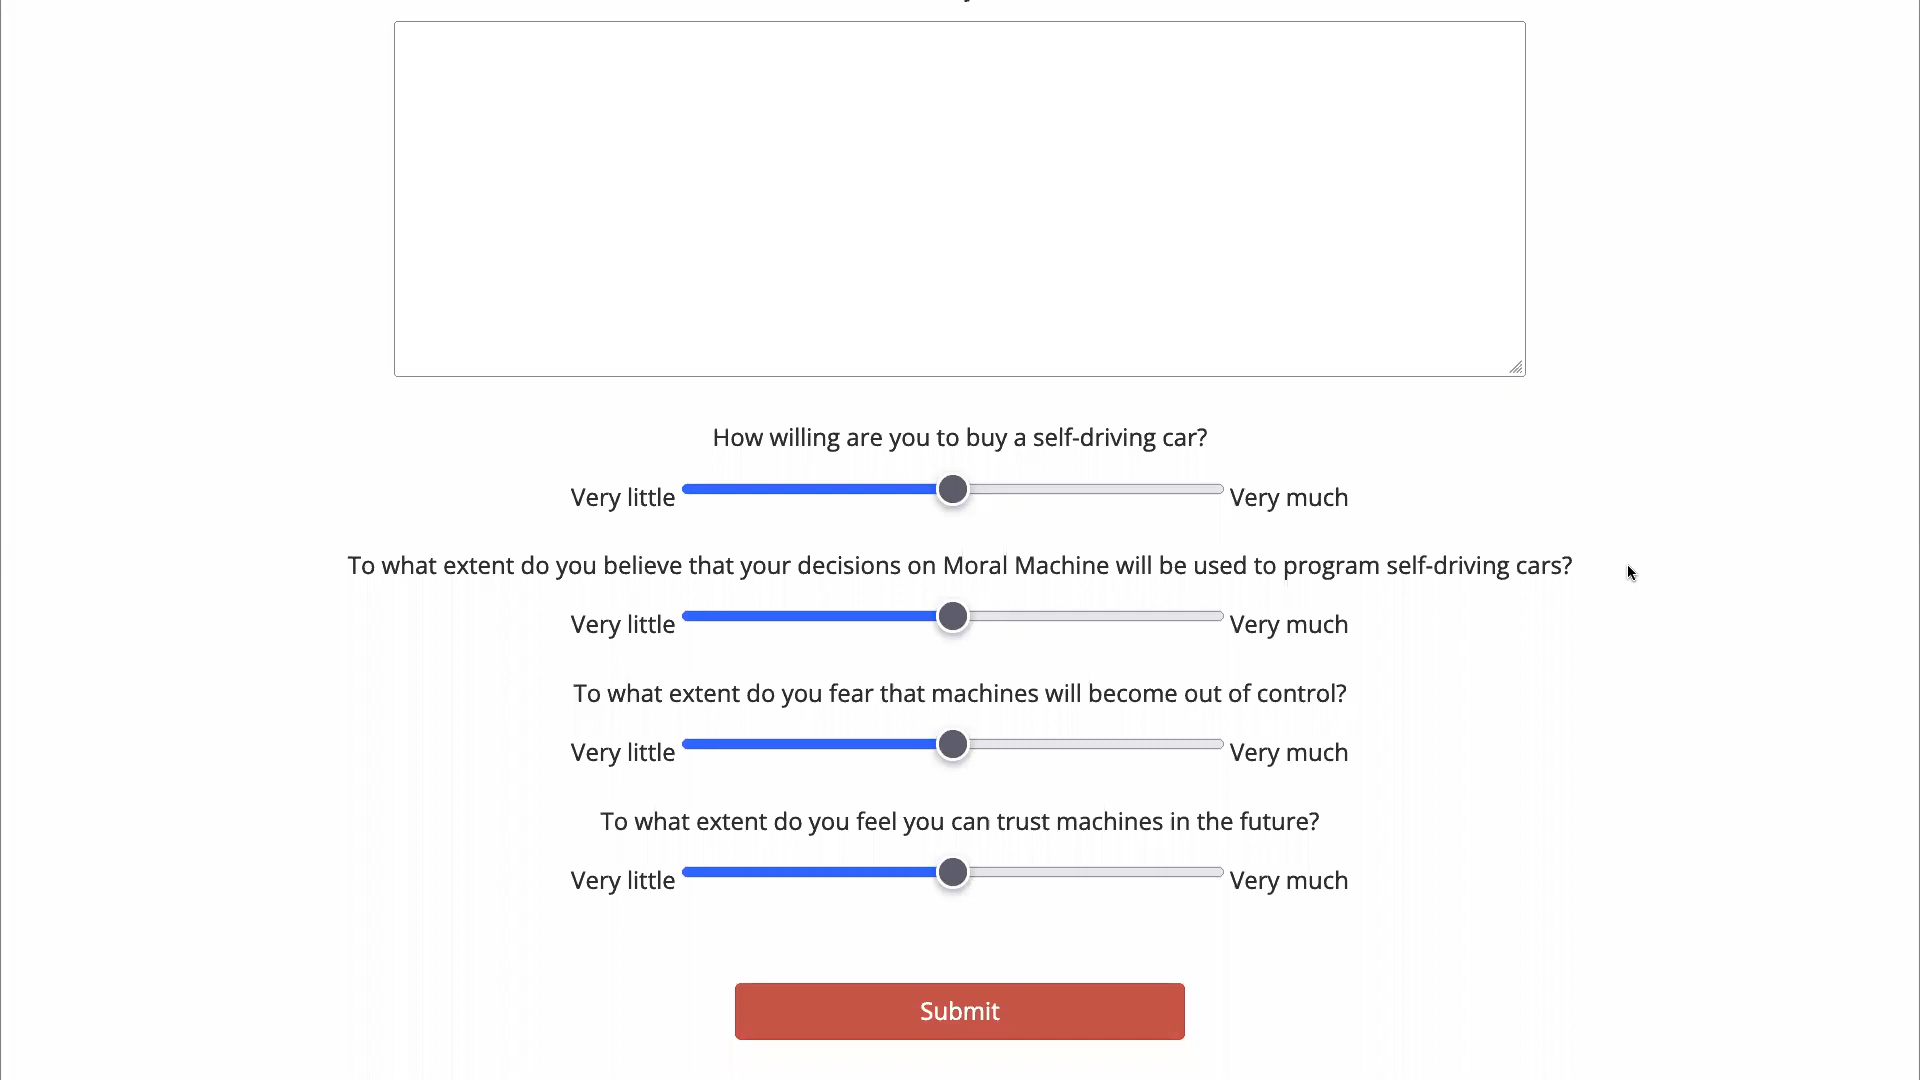 How willing are you to buy a self-driving car?
Very little Very much
To what extent do you believe that your decisions on Moral Machine will be used to program self-driving cars?
Very little Very much
To what extent do you fear that machines will become out of control?
Very little Very much
To what extent do you feel you can trust machines in the future?
Very little Very much
Submit